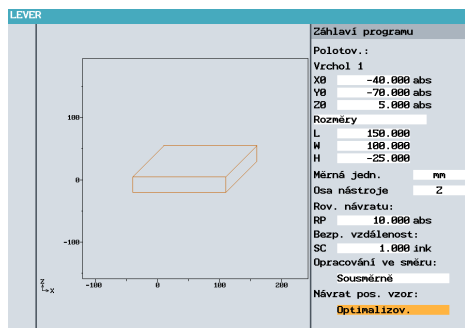 LEVER
Záhlaví programu
Polotov.:
Vrchol 1
X0 -40.000 abs
Y0 -70.000 abs
Z0 5.000 abs
Rozměry
L 150.000
W 100.000
H -25.000
Měrná jedn. mm
Osa nástroje Z
Rov. návratu:
RP 10.000 abs
Bezp. vzdálenost:
SC 1.000 ink
Opracování ve směru:
Sousměrně
Návrat pos. vzor:
Optimalizov.
100
0
-100
Z
X
-100 0 100 200